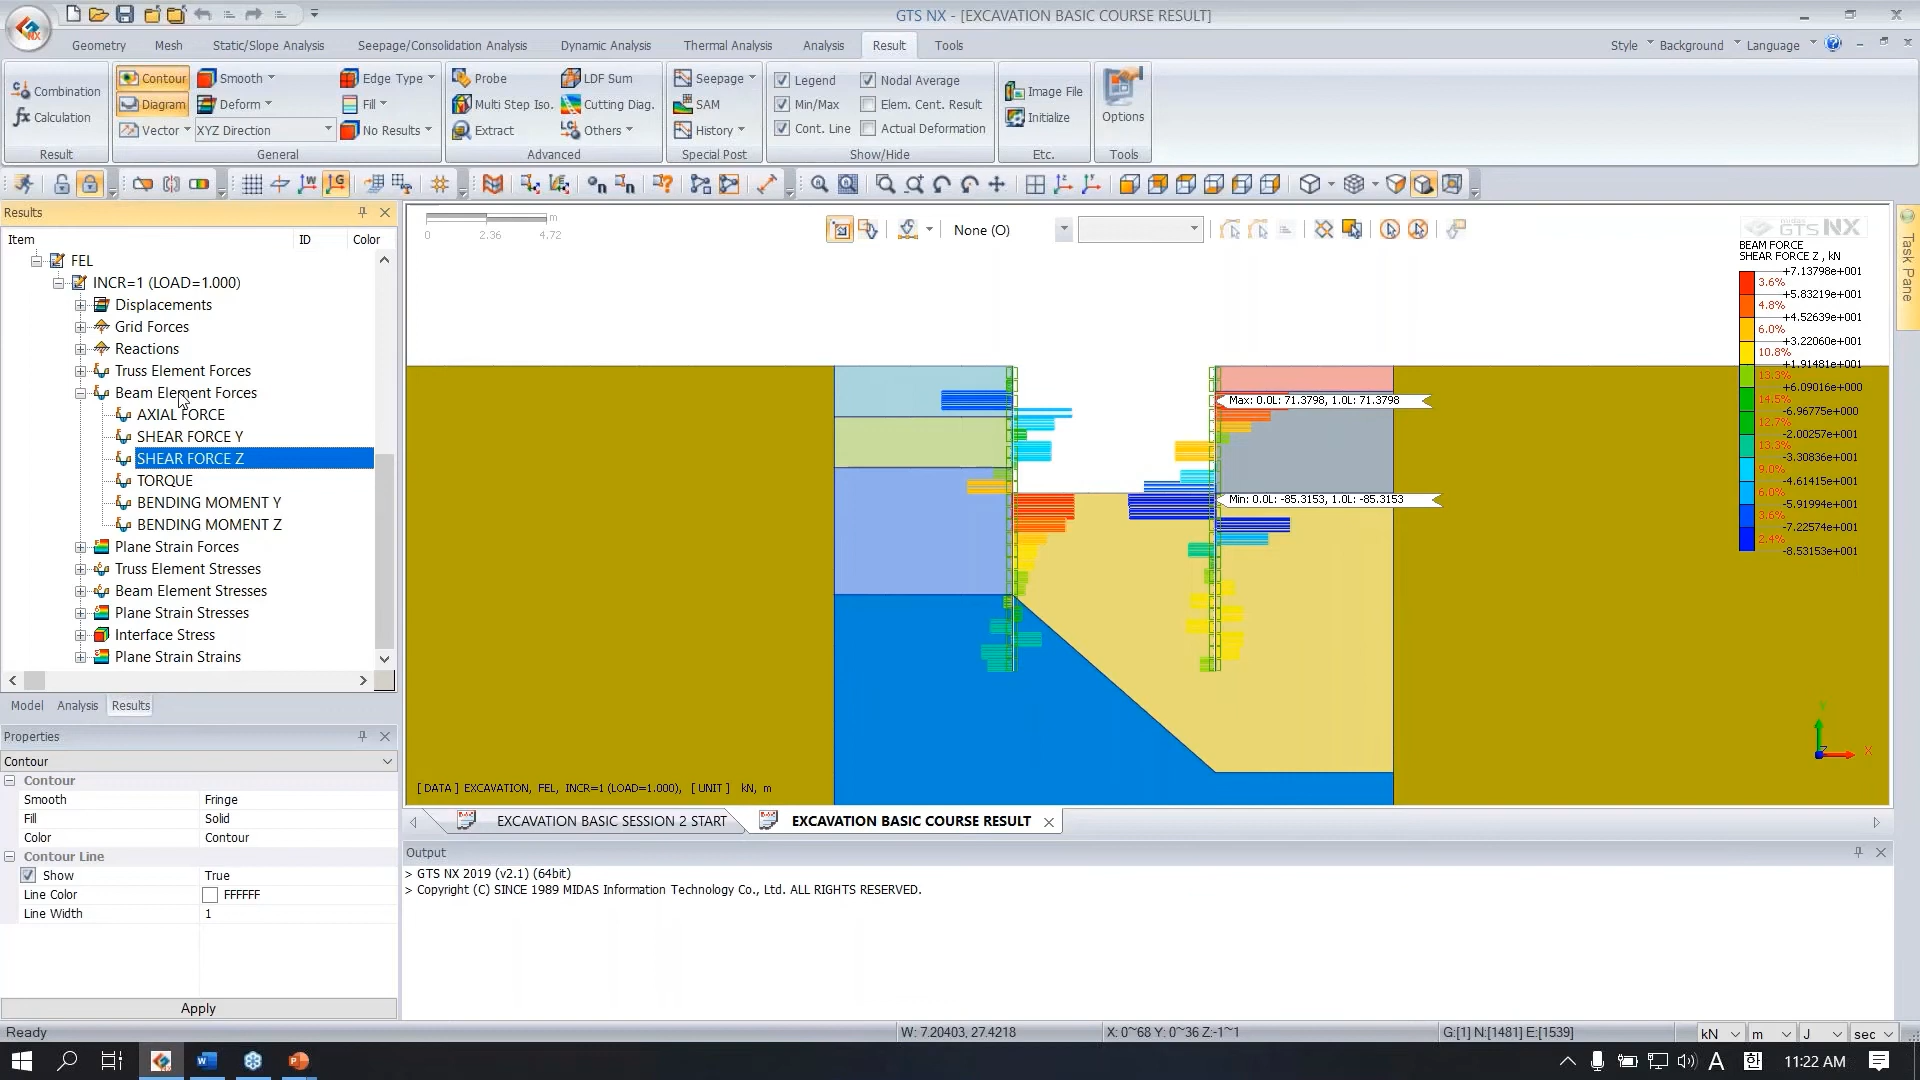 GTS NX - [EXCAVATION BASIC COURSE RESULT]
Geometry Mesh Static/Slope Analysis Seepage/Consolidation Analysis Dynamic Analysis Thermal Analysis Analysis Result Tools
Style Background Language
Combination
Calculation
Result
Contour Smooth Edge Type
Diagram Deform Fill
Vector XYZ Direction No Results
General
Probe LDF Sum
Multi Step Iso. Cutting Diag.
Extract Others
Advanced
Seepage
SAM
History
Special Post
Legend Nodal Average
Min/Max Elem. Cent. Result
Cont. Line Actual Deformation
Show/Hide
Image File
Initialize
Etc.
Options
Tools
Results
Item ID Color
FEL
INCR=1 (LOAD=1.000)
Displacements
Grid Forces
Reactions
Truss Element Forces
Beam Element Forces
AXIAL FORCE
SHEAR FORCE Y
SHEAR FORCE Z
TORQUE
BENDING MOMENT Y
BENDING MOMENT Z
Plane Strain Forces
Truss Element Stresses
Beam Element Stresses
Plane Strain Stresses
Interface Stress
Plane Strain Strains
Model Analysis Results
Properties
Contour
Contour
Smooth Fringe
Fill Solid
Color Contour
Contour Line
Show True
Line Color FFFFFF
Line Width 1
Apply
m
0 2.36 4.72
None (O)
midas GTS NX
BEAM FORCE
SHEAR FORCE Z , kN
+7.13798e+001
3.6%
+5.83219e+001
4.8%
+4.52639e+001
6.0%
+3.22060e+001
10.8%
+1.91481e+001
13.3%
+6.09016e+000
14.5%
-6.96775e+000
12.7%
-2.00257e+001
13.3%
-3.30836e+001
9.0%
-4.61415e+001
6.0%
-5.91994e+001
3.6%
-7.22574e+001
2.4%
-8.53153e+001
Max: 0.0L: 71.3798, 1.0L: 71.3798
Min: 0.0L: -85.3153, 1.0L: -85.3153
Y
X
Z
[ DATA ] EXCAVATION, FEL, INCR=1 (LOAD=1.000), [ UNIT ] kN, m
Task Pane
EXCAVATION BASIC SESSION 2 START EXCAVATION BASIC COURSE RESULT
Output
> GTS NX 2019 (v2.1) (64bit)
> Copyright (C) SINCE 1989 MIDAS Information Technology Co., Ltd. ALL RIGHTS RESERVED.
Ready W: 7.20403, 27.4218 X: 0~68 Y: 0~36 Z:-1~1 G:[1] N:[1481] E:[1539] kN m J sec
A 한 11:22 AM